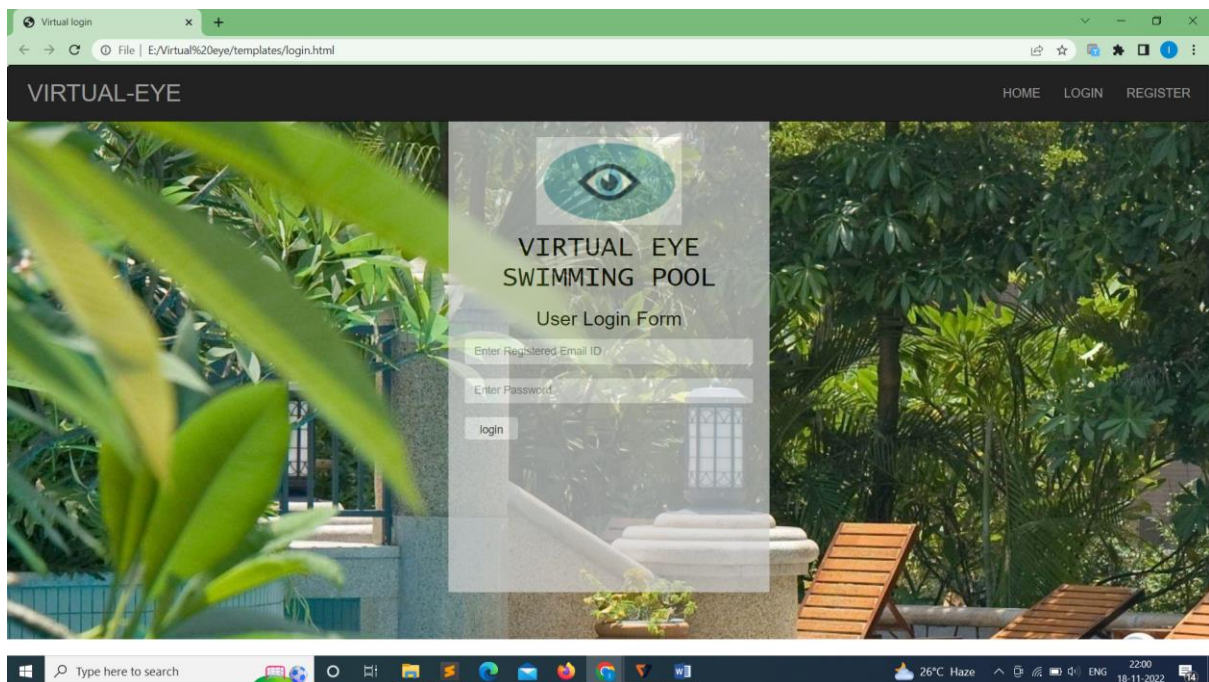 Virtual login
File | E:/Virtual%20eye/templates/login.html
VIRTUAL-EYE
HOME LOGIN REGISTER
VIRTUAL EYE
SWIMMING POOL
User Login Form
Enter Registered Email ID
Enter Password
login
Type here to search
26°C Haze
ENG
22:00
18-11-2022
14